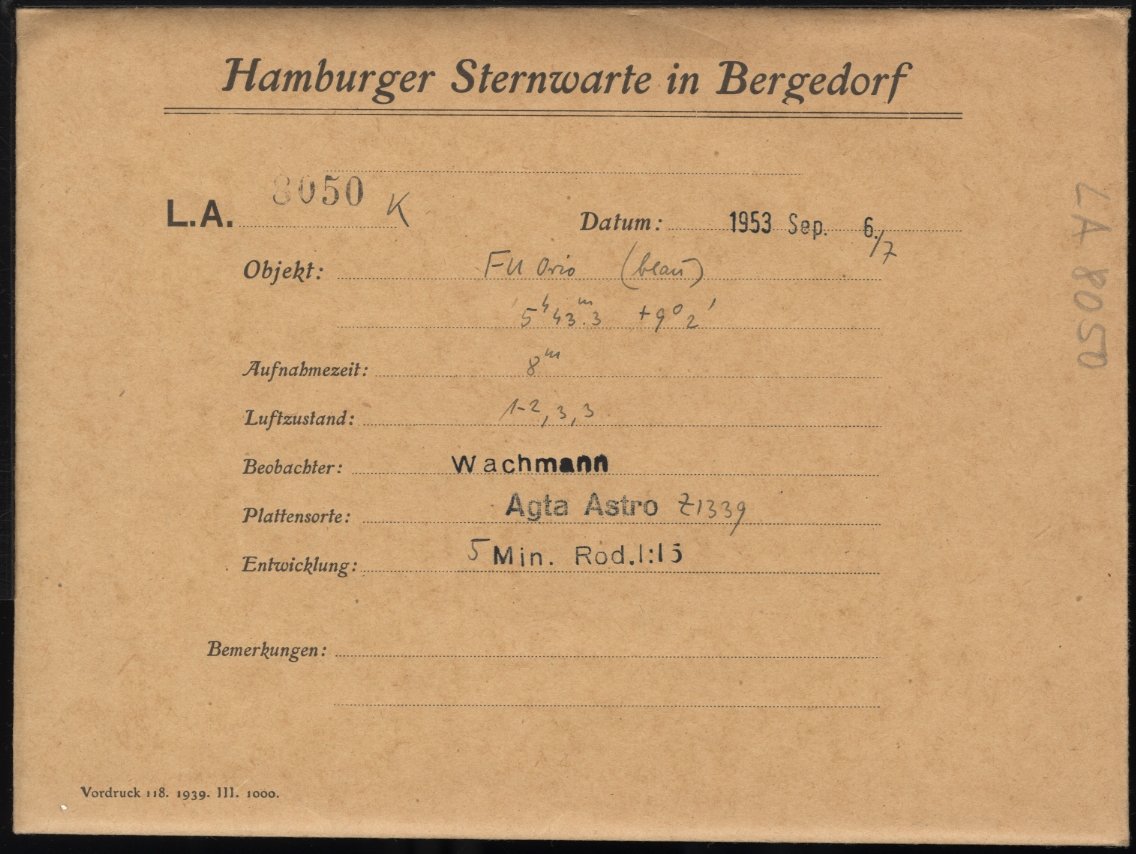 Hamburger Sternwarte in Bergedorf
L.A. 8050 K
Datum: 1953 Sep. 6./7
Objekt: FU Orio (blau)
5ʰ43ᵐ.3 +9°2'
Aufnahmezeit: 8ᵐ
Luftzustand: 1-2, 3, 3
Beobachter: Wachmann
Plattensorte: Agfa Astro Z1339
Entwicklung: 5 Min. Rod. 1:15
Bemerkungen:
Vordruck 118. 1939. III. 1000.
LA 8050